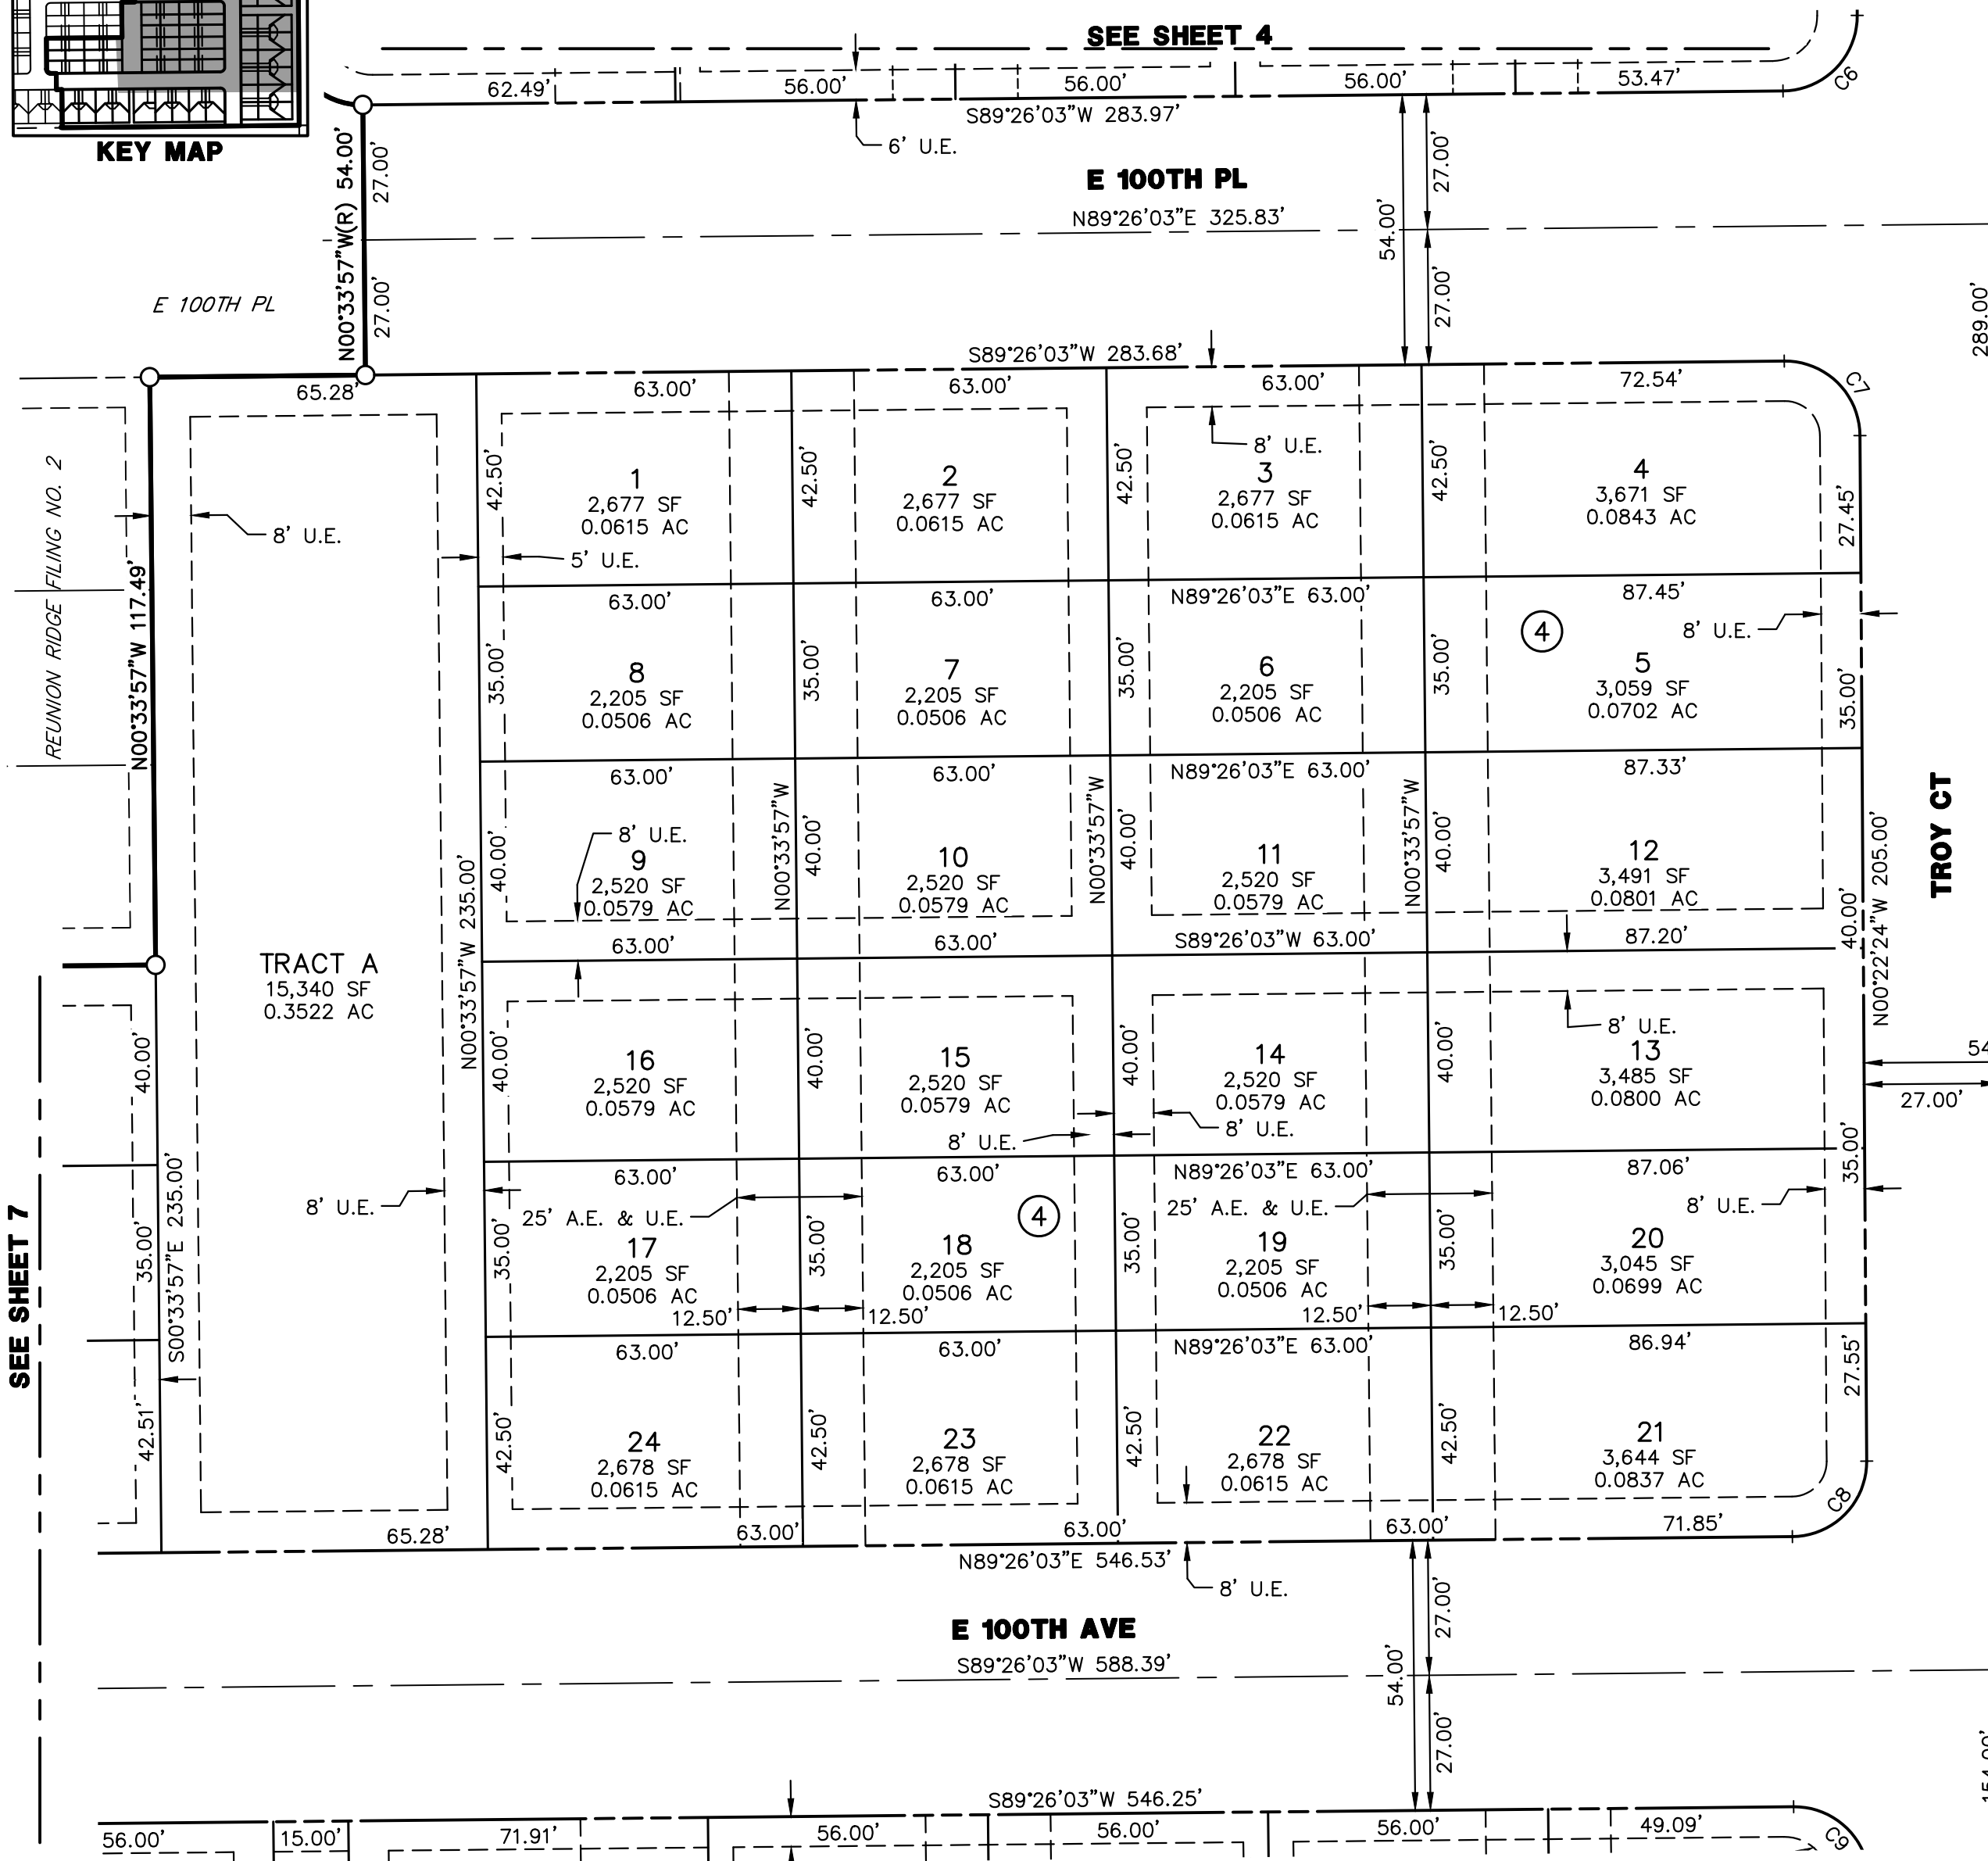 KEY MAP
SEE SHEET 4
62.49'
56.00'
56.00'
56.00'
53.47'
C6
S89°26'03"W 283.97'
6' U.E.
N00°33'57"W(R) 54.00'
27.00'
27.00'
E 100TH PL
N89°26'03"E 325.83'
54.00'
27.00'
27.00'
E 100TH PL
289.00'
S89°26'03"W 283.68'
65.28'
63.00'
63.00'
63.00'
72.54'
C7
8' U.E.
REUNION RIDGE FILING NO. 2
N00°33'57"W 117.49'
8' U.E.
42.50'
1
2,677 SF
0.0615 AC
42.50'
2
2,677 SF
0.0615 AC
42.50'
3
2,677 SF
0.0615 AC
42.50'
4
3,671 SF
0.0843 AC
27.45'
5' U.E.
63.00'
63.00'
N89°26'03"E 63.00'
87.45'
4
8' U.E.
35.00'
8
2,205 SF
0.0506 AC
35.00'
7
2,205 SF
0.0506 AC
35.00'
6
2,205 SF
0.0506 AC
35.00'
5
3,059 SF
0.0702 AC
35.00'
63.00'
63.00'
N89°26'03"E 63.00'
87.33'
N00°33'57"W
N00°33'57"W
N00°33'57"W
8' U.E.
40.00'
9
2,520 SF
0.0579 AC
40.00'
10
2,520 SF
0.0579 AC
40.00'
11
2,520 SF
0.0579 AC
40.00'
12
3,491 SF
0.0801 AC
40.00'
N00°22'24"W 205.00'
TROY CT
63.00'
63.00'
S89°26'03"W 63.00'
87.20'
TRACT A
15,340 SF
0.3522 AC
N00°33'57"W 235.00'
8' U.E.
40.00'
40.00'
16
2,520 SF
0.0579 AC
40.00'
15
2,520 SF
0.0579 AC
40.00'
14
2,520 SF
0.0579 AC
40.00'
13
3,485 SF
0.0800 AC
35.00'
27.00'
8' U.E.
8' U.E.
63.00'
63.00'
N89°26'03"E 63.00'
87.06'
8' U.E.
25' A.E. & U.E.
4
25' A.E. & U.E.
8' U.E.
SEE SHEET 7
35.00'
S00°33'57"E 235.00'
35.00'
17
2,205 SF
0.0506 AC
35.00'
18
2,205 SF
0.0506 AC
35.00'
19
2,205 SF
0.0506 AC
35.00'
20
3,045 SF
0.0699 AC
12.50'
12.50'
12.50'
12.50'
63.00'
63.00'
N89°26'03"E 63.00'
86.94'
27.55'
42.51'
42.50'
24
2,678 SF
0.0615 AC
42.50'
23
2,678 SF
0.0615 AC
42.50'
22
2,678 SF
0.0615 AC
42.50'
21
3,644 SF
0.0837 AC
C8
65.28'
63.00'
63.00'
63.00'
71.85'
N89°26'03"E 546.53'
8' U.E.
E 100TH AVE
S89°26'03"W 588.39'
54.00'
27.00'
27.00'
S89°26'03"W 546.25'
56.00'
15.00'
71.91'
56.00'
56.00'
56.00'
49.09'
C9